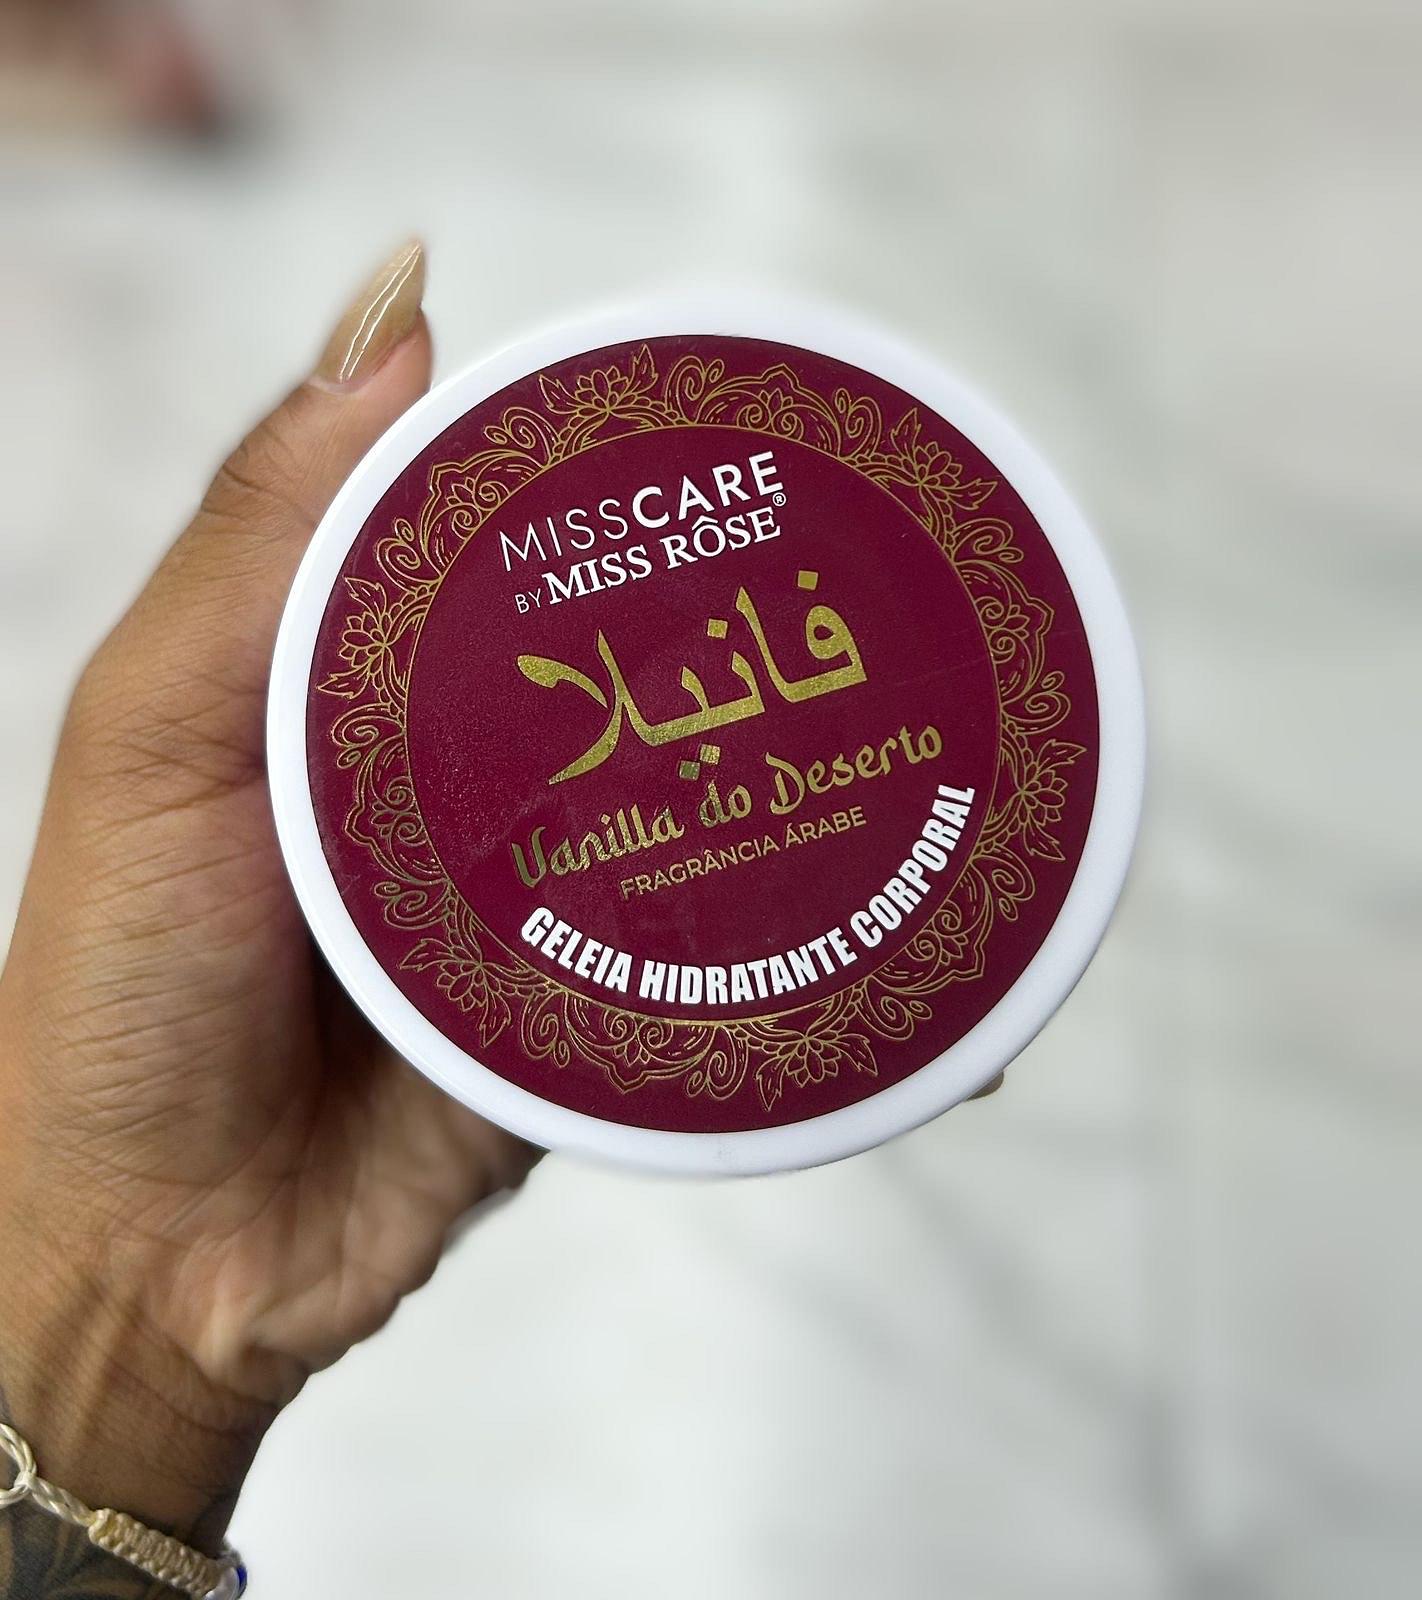 MISSCARE
BY MISS RÔSE®
فانيلا
Vanilla do Deserto
FRAGRÂNCIA ÁRABE
GELEIA HIDRATANTE CORPORAL